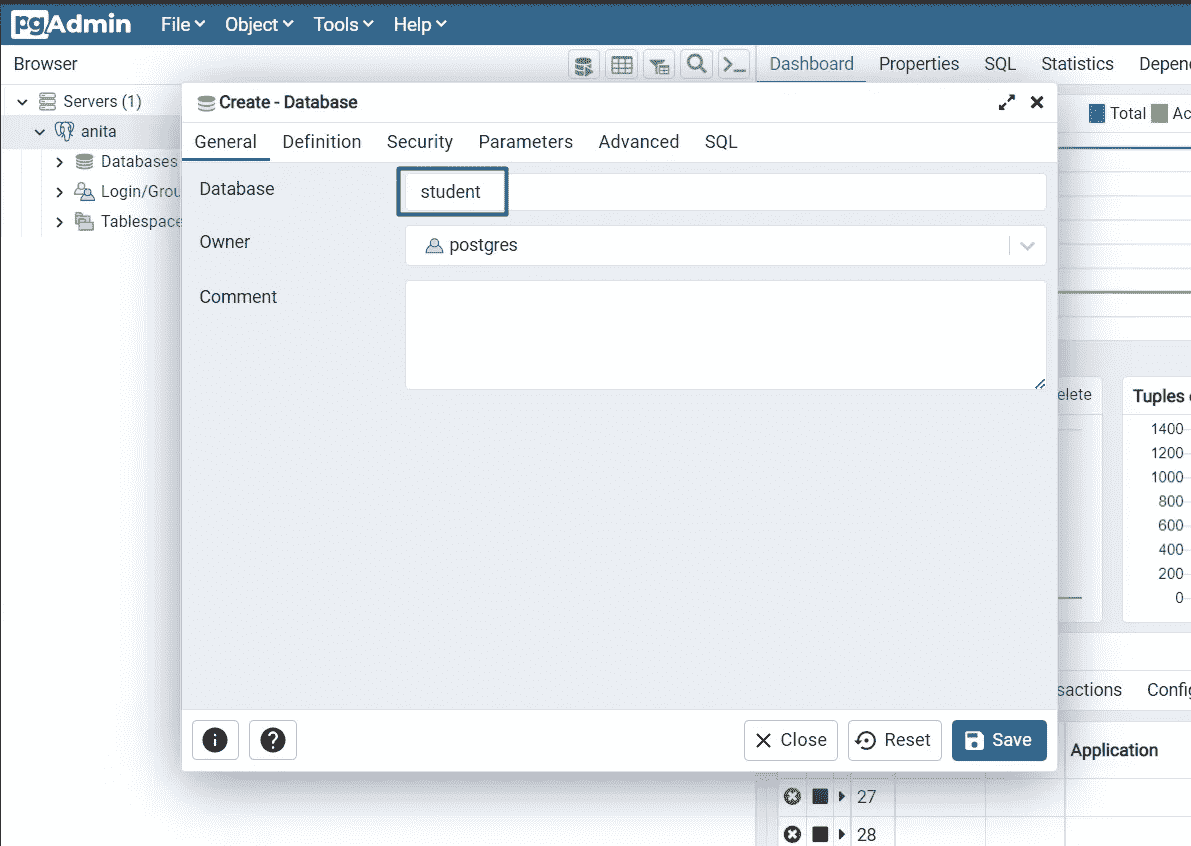 pgAdmin File Object Tools Help
Browser
Dashboard Properties SQL Statistics Depen
Servers (1)
anita
Databases
Login/Grou
Tablespace
Create - Database
General Definition Security Parameters Advanced SQL
Database student
Owner postgres
Comment
Close Reset Save
Total Ac
elete
Tuples
1400
1200
1000
800
600
400
200
0
sactions Config
Application
27
28